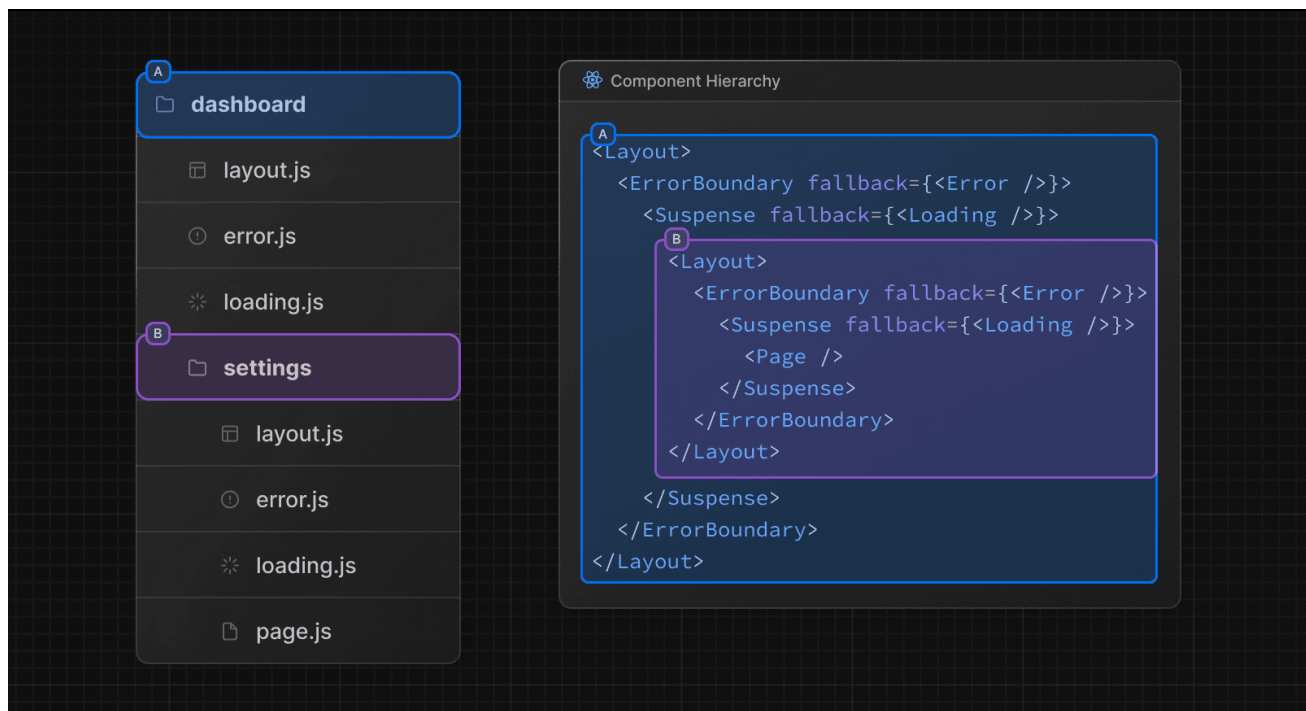 A
dashboard
layout.js
error.js
loading.js
B
settings
layout.js
error.js
loading.js
page.js
Component Hierarchy
A
<Layout>
<ErrorBoundary fallback={<Error />}>
<Suspense fallback={<Loading />}>
B
<Layout>
<ErrorBoundary fallback={<Error />}>
<Suspense fallback={<Loading />}>
<Page />
</Suspense>
</ErrorBoundary>
</Layout>
</Suspense>
</ErrorBoundary>
</Layout>